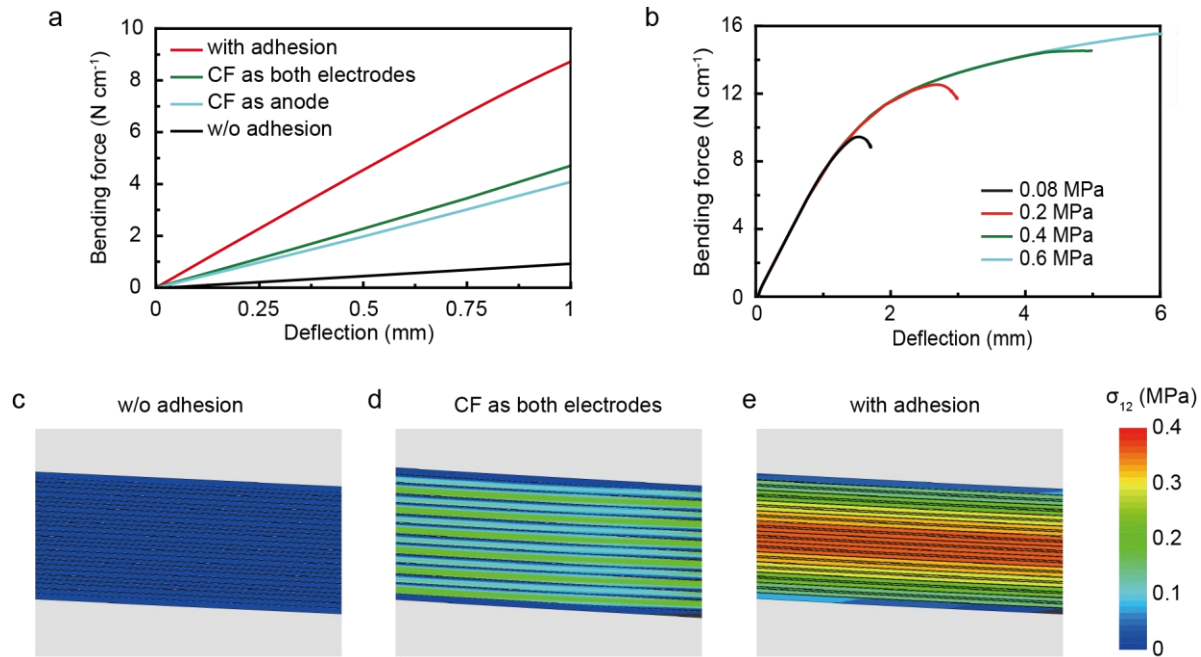 a
10
8
6
4
2
0
Bending force (N cm⁻¹)
with adhesion
CF as both electrodes
CF as anode
w/o adhesion
0 0.25 0.5 0.75 1
Deflection (mm)
b
16
12
8
4
0
Bending force (N cm⁻¹)
0.08 MPa
0.2 MPa
0.4 MPa
0.6 MPa
0 2 4 6
Deflection (mm)
c
w/o adhesion
d
CF as both electrodes
e
with adhesion
σ₁₂ (MPa)
0.4
0.3
0.2
0.1
0